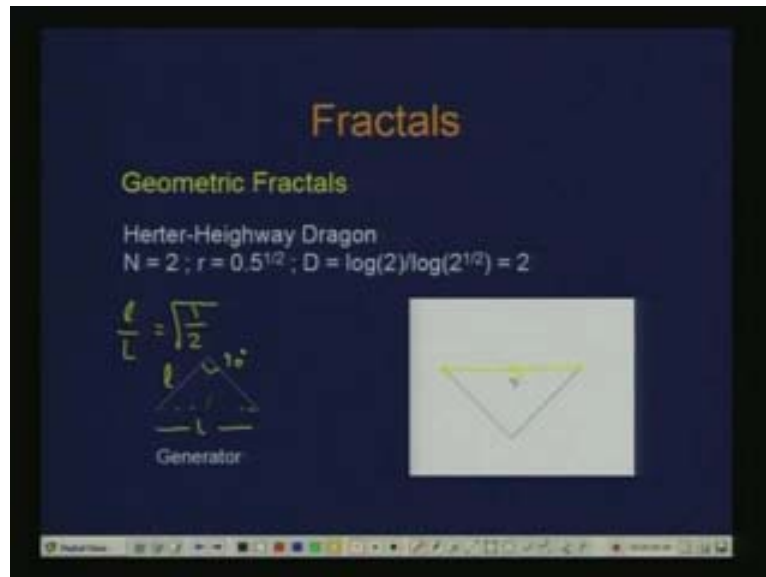 Fractals
Geometric Fractals
Herter-Heighway Dragon
N = 2 ; r = 0.5^{1/2} ; D = log(2)/log(2^{1/2}) = 2
l/L = √(1/2)
l 90°
L
Generator